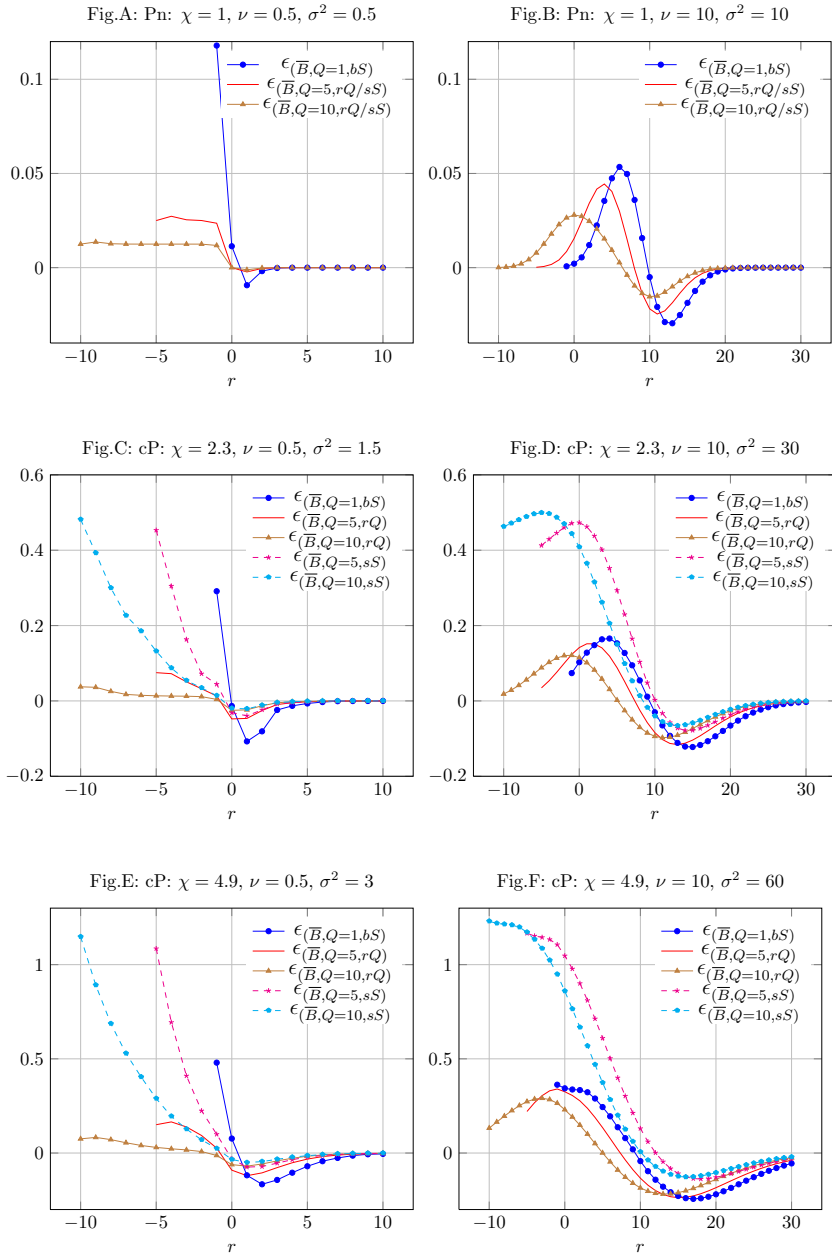 Fig.A: Pn: χ = 1, ν = 0.5, σ² = 0.5
0.1
0.05
0
−10 −5 0 5 10
r
ϵ(B̅,Q=1,bS)
ϵ(B̅,Q=5,rQ/sS)
ϵ(B̅,Q=10,rQ/sS)
Fig.B: Pn: χ = 1, ν = 10, σ² = 10
0.1
0.05
0
−10 0 10 20 30
r
ϵ(B̅,Q=1,bS)
ϵ(B̅,Q=5,rQ/sS)
ϵ(B̅,Q=10,rQ/sS)
Fig.C: cP: χ = 2.3, ν = 0.5, σ² = 1.5
0.6
0.4
0.2
0
−0.2
−10 −5 0 5 10
r
ϵ(B̅,Q=1,bS)
ϵ(B̅,Q=5,rQ)
ϵ(B̅,Q=10,rQ)
ϵ(B̅,Q=5,sS)
ϵ(B̅,Q=10,sS)
Fig.D: cP: χ = 2.3, ν = 10, σ² = 30
0.6
0.4
0.2
0
−0.2
−10 0 10 20 30
r
ϵ(B̅,Q=1,bS)
ϵ(B̅,Q=5,rQ)
ϵ(B̅,Q=10,rQ)
ϵ(B̅,Q=5,sS)
ϵ(B̅,Q=10,sS)
Fig.E: cP: χ = 4.9, ν = 0.5, σ² = 3
1
0.5
0
−10 −5 0 5 10
r
ϵ(B̅,Q=1,bS)
ϵ(B̅,Q=5,rQ)
ϵ(B̅,Q=10,rQ)
ϵ(B̅,Q=5,sS)
ϵ(B̅,Q=10,sS)
Fig.F: cP: χ = 4.9, ν = 10, σ² = 60
1
0.5
0
−10 0 10 20 30
r
ϵ(B̅,Q=1,bS)
ϵ(B̅,Q=5,rQ)
ϵ(B̅,Q=10,rQ)
ϵ(B̅,Q=5,sS)
ϵ(B̅,Q=10,sS)